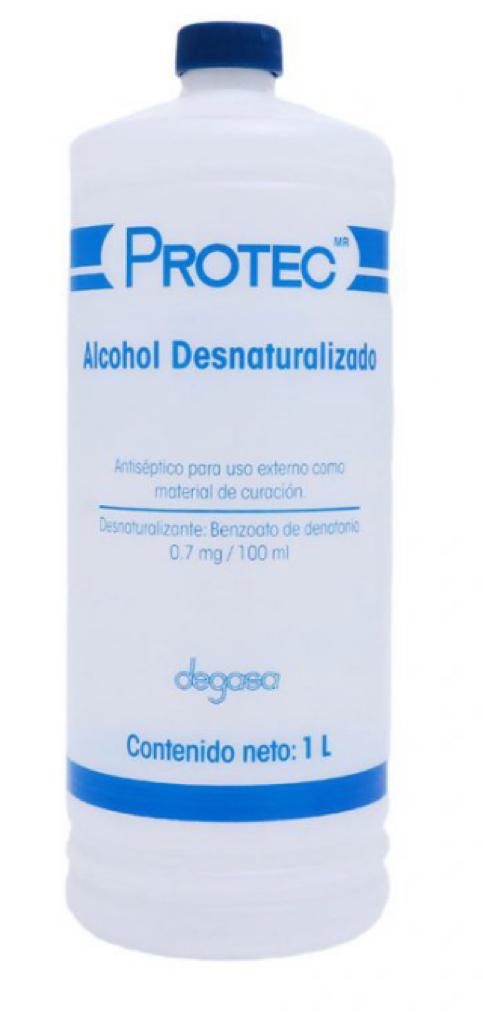 PROTEC MR
Alcohol Desnaturalizado
Antiséptico para uso externo como
material de curación.
Desnaturalizante: Benzoato de denatonio
0.7 mg / 100 ml
degasa
Contenido neto: 1 L